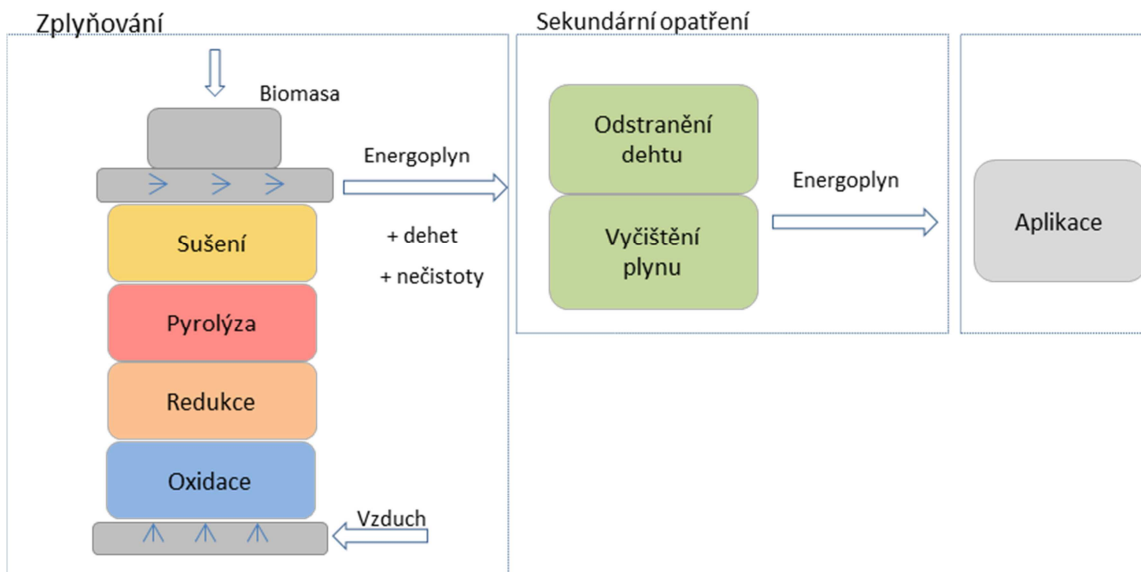 Zplyňování
Biomasa
Energoplyn
+ dehet
+ nečistoty
Sušení
Pyrolýza
Redukce
Oxidace
Vzduch
Sekundární opatření
Odstranění
dehtu
Vyčištění
plynu
Energoplyn
Aplikace